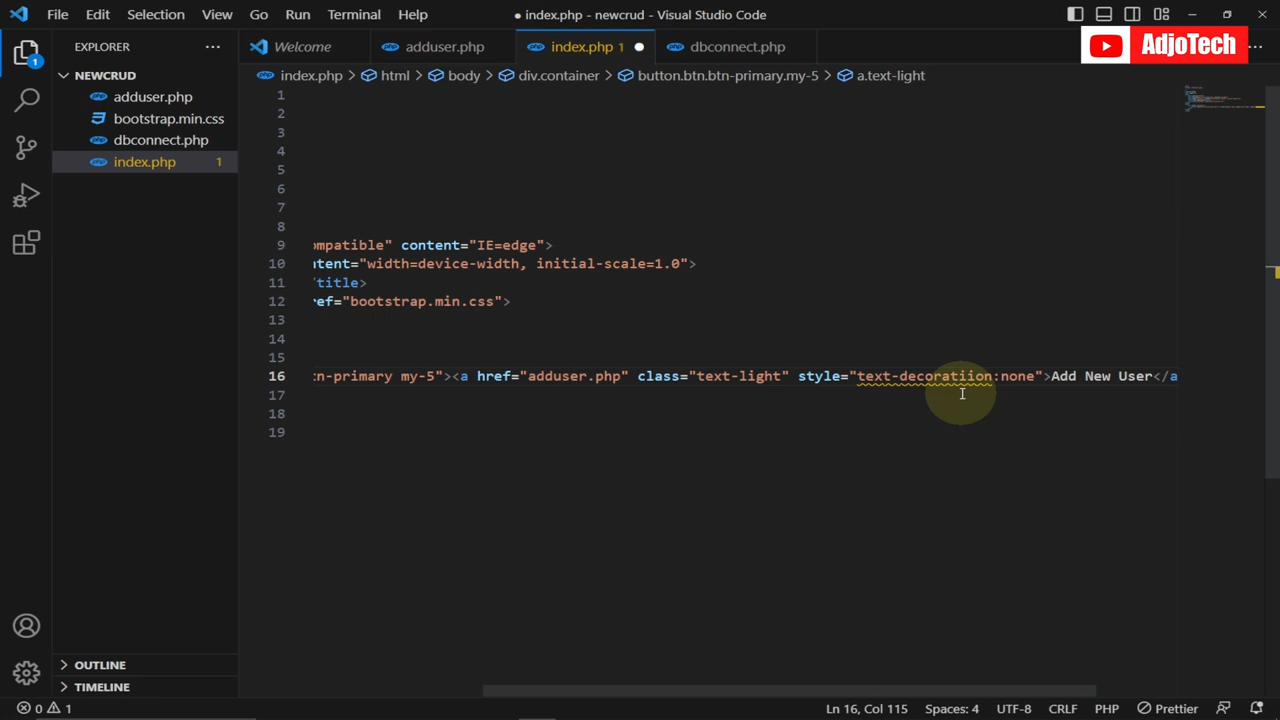 File Edit Selection View Go Run Terminal Help
● index.php - newcrud - Visual Studio Code
AdjoTech
EXPLORER
Welcome
adduser.php
index.php 1
dbconnect.php
1
NEWCRUD
adduser.php
bootstrap.min.css
dbconnect.php
index.php 1
index.php > html > body > div.container > button.btn.btn-primary.my-5 > a.text-light
1
2
3
4
5
6
7
8
9 ompatible" content="IE=edge">
10 ntent="width=device-width, initial-scale=1.0">
11 /title>
12 ref="bootstrap.min.css">
13
14
15
16 tn-primary my-5"><a href="adduser.php" class="text-light" style="text-decoratiion:none">Add New User</a
17
18
19
OUTLINE
TIMELINE
0 1
Ln 16, Col 115 Spaces: 4 UTF-8 CRLF PHP Prettier